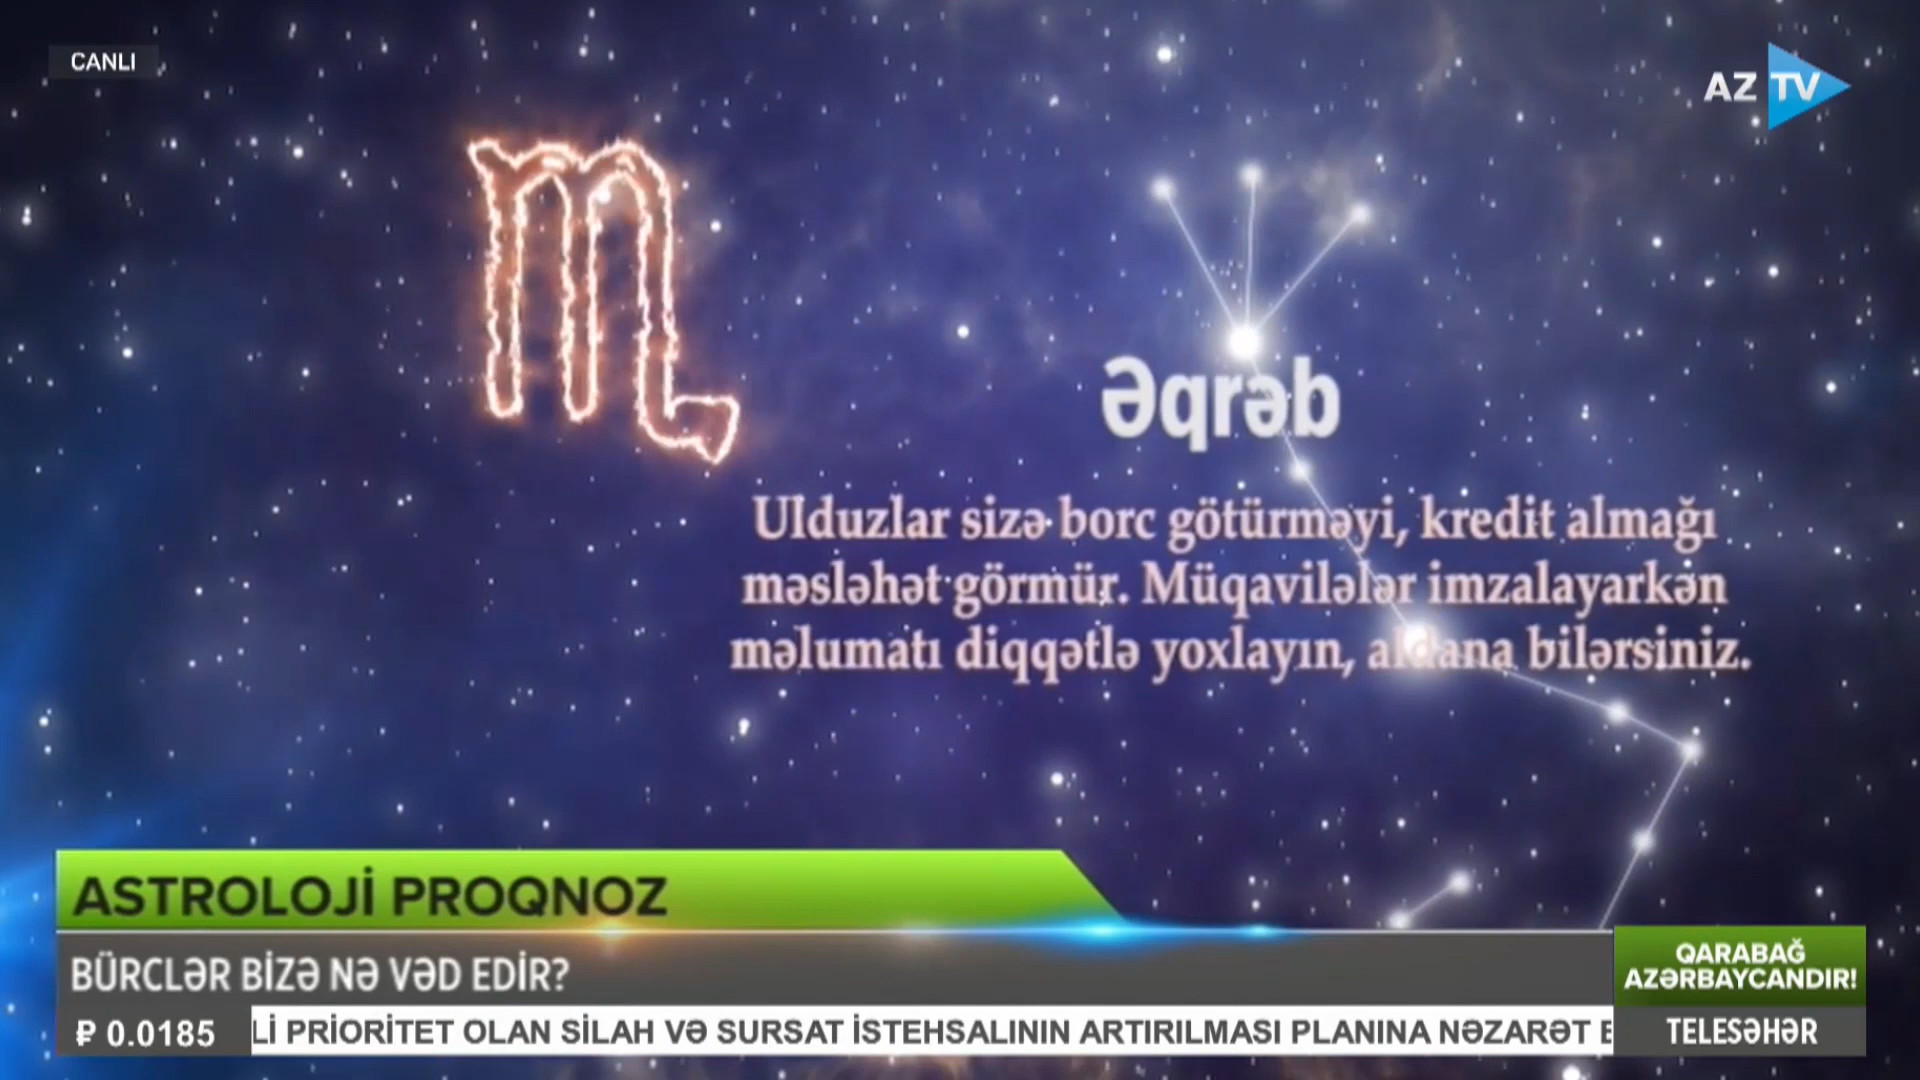 CANLI
AZTV
Əqrəb
Ulduzlar sizə borc götürməyi, kredit almağı
məsləhət görmür. Müqavilələr imzalayarkən
məlumatı diqqətlə yoxlayın, aldana bilərsiniz.
ASTROLOJİ PROQNOZ
BÜRCLƏR BİZƏ NƏ VƏD EDİR?
QARABAĞ
AZƏRBAYCANDIR!
₽ 0.0185
Lİ PRİORİTET OLAN SİLAH VƏ SURSAT İSTEHSALININ ARTIRILMASI PLANINA NƏZARƏT
TELESƏHƏR